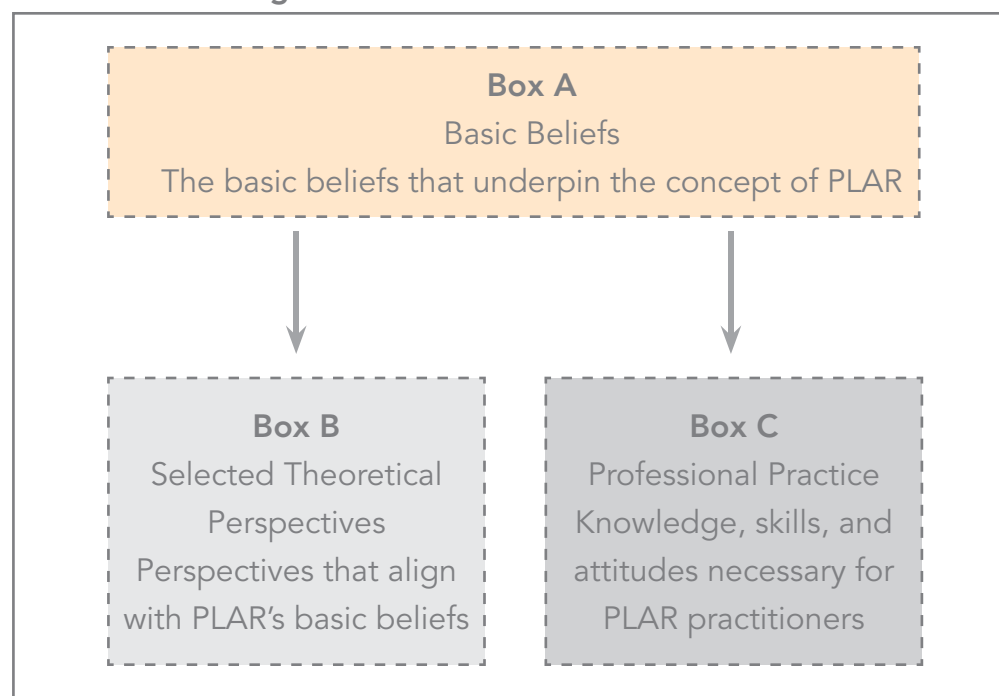 Box A
Basic Beliefs
The basic beliefs that underpin the concept of PLAR
Box B
Selected Theoretical
Perspectives
Perspectives that align
with PLAR's basic beliefs
Box C
Professional Practice
Knowledge, skills, and
attitudes necessary for
PLAR practitioners